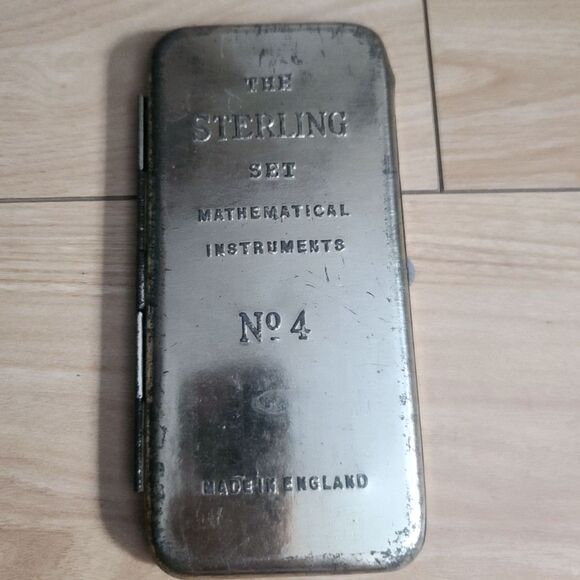 THE
STERLING
SET
MATHEMATICAL
INSTRUMENTS
Nº 4
MADE IN ENGLAND